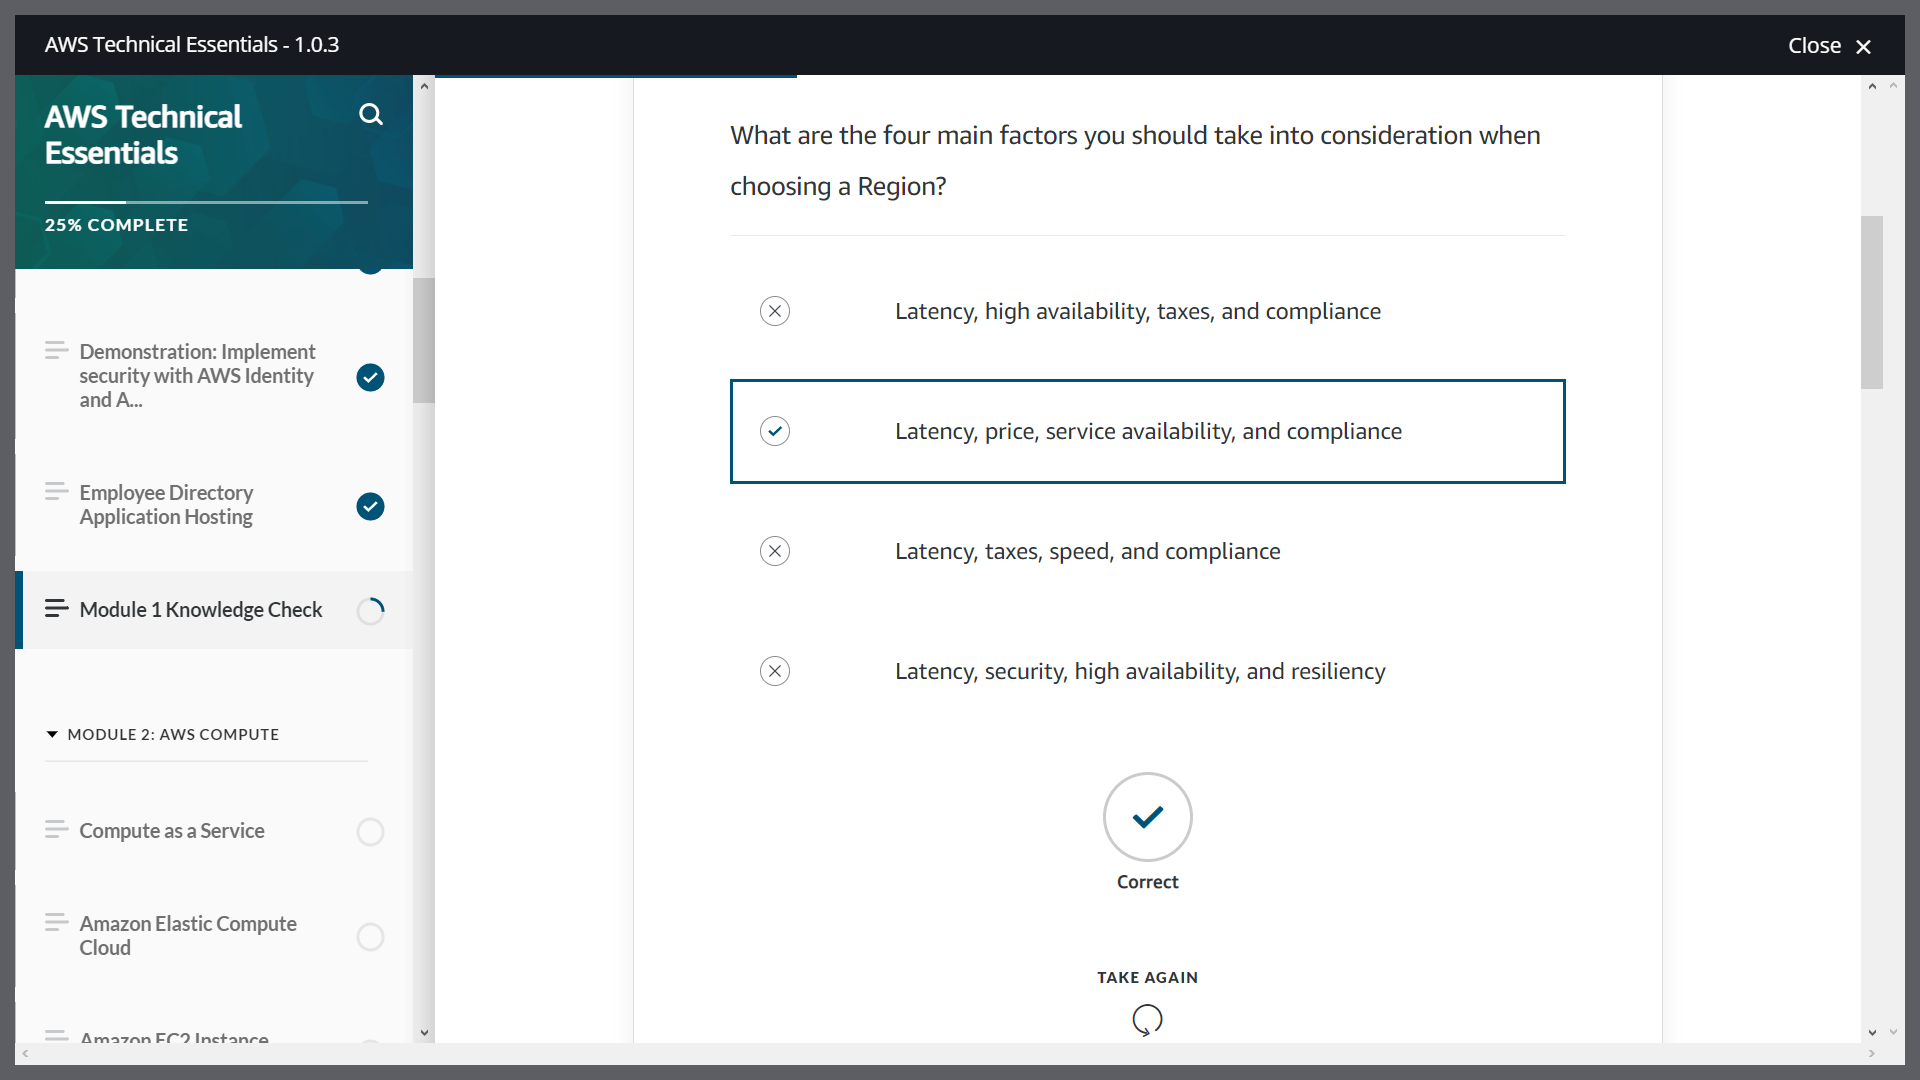 AWS Technical Essentials - 1.0.3
Close
AWS Technical
Essentials
25% COMPLETE
Demonstration: Implement
security with AWS Identity
and A...
Employee Directory
Application Hosting
Module 1 Knowledge Check
MODULE 2: AWS COMPUTE
Compute as a Service
Amazon Elastic Compute
Cloud
Amazon EC2 Instance
What are the four main factors you should take into consideration when
choosing a Region?
Latency, high availability, taxes, and compliance
Latency, price, service availability, and compliance
Latency, taxes, speed, and compliance
Latency, security, high availability, and resiliency
Correct
TAKE AGAIN